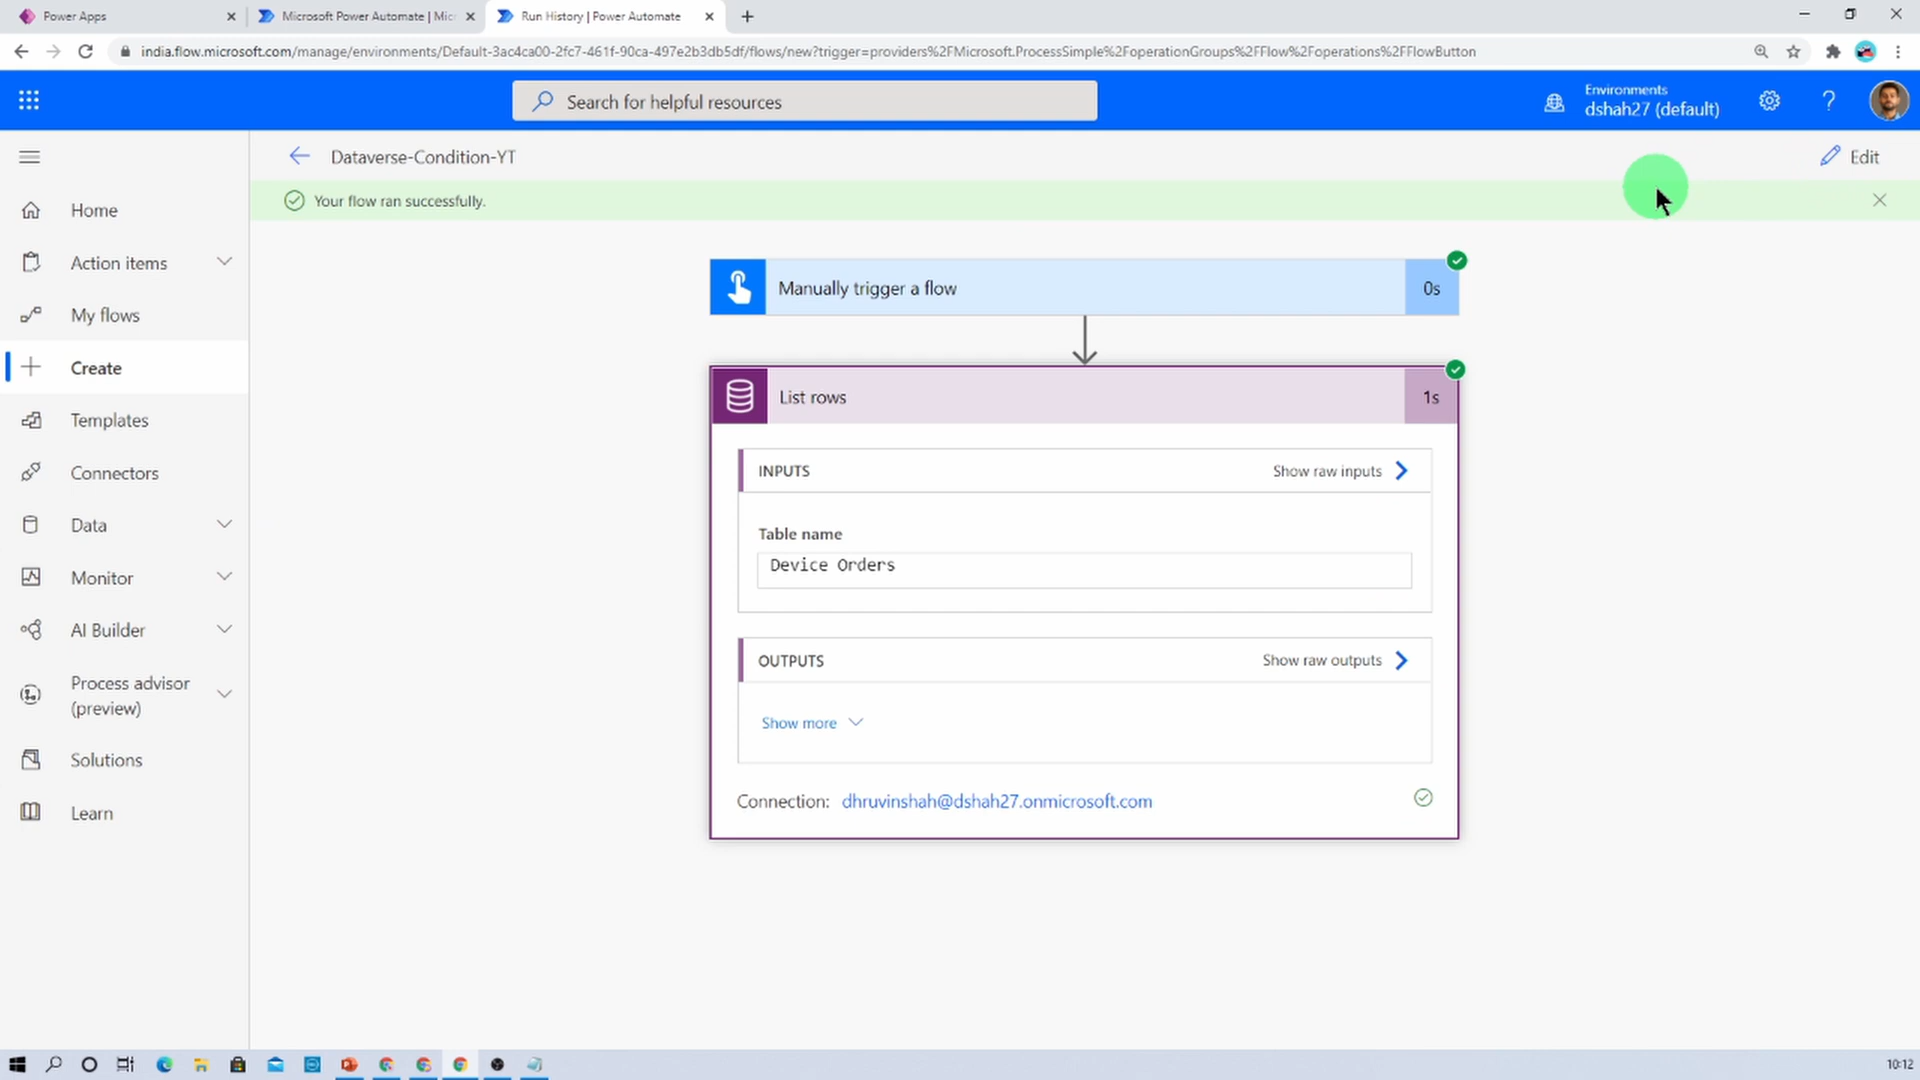 Power Apps
Microsoft Power Automate | Micr
Run History | Power Automate
india.flow.microsoft.com/manage/environments/Default-3ac4ca00-2fc7-461f-90ca-497e2b3db5df/flows/new?trigger=providers%2FMicrosoft.ProcessSimple%2FoperationGroups%2FFlow%2Foperations%2FFlowButton
Search for helpful resources
Environments
dshah27 (default)
Dataverse-Condition-YT
Edit
Your flow ran successfully.
Home
Action items
My flows
Create
Templates
Connectors
Data
Monitor
AI Builder
Process advisor
(preview)
Solutions
Learn
Manually trigger a flow
0s
List rows
1s
INPUTS
Show raw inputs
Table name
Device Orders
OUTPUTS
Show raw outputs
Show more
Connection: dhruvinshah@dshah27.onmicrosoft.com
10:12